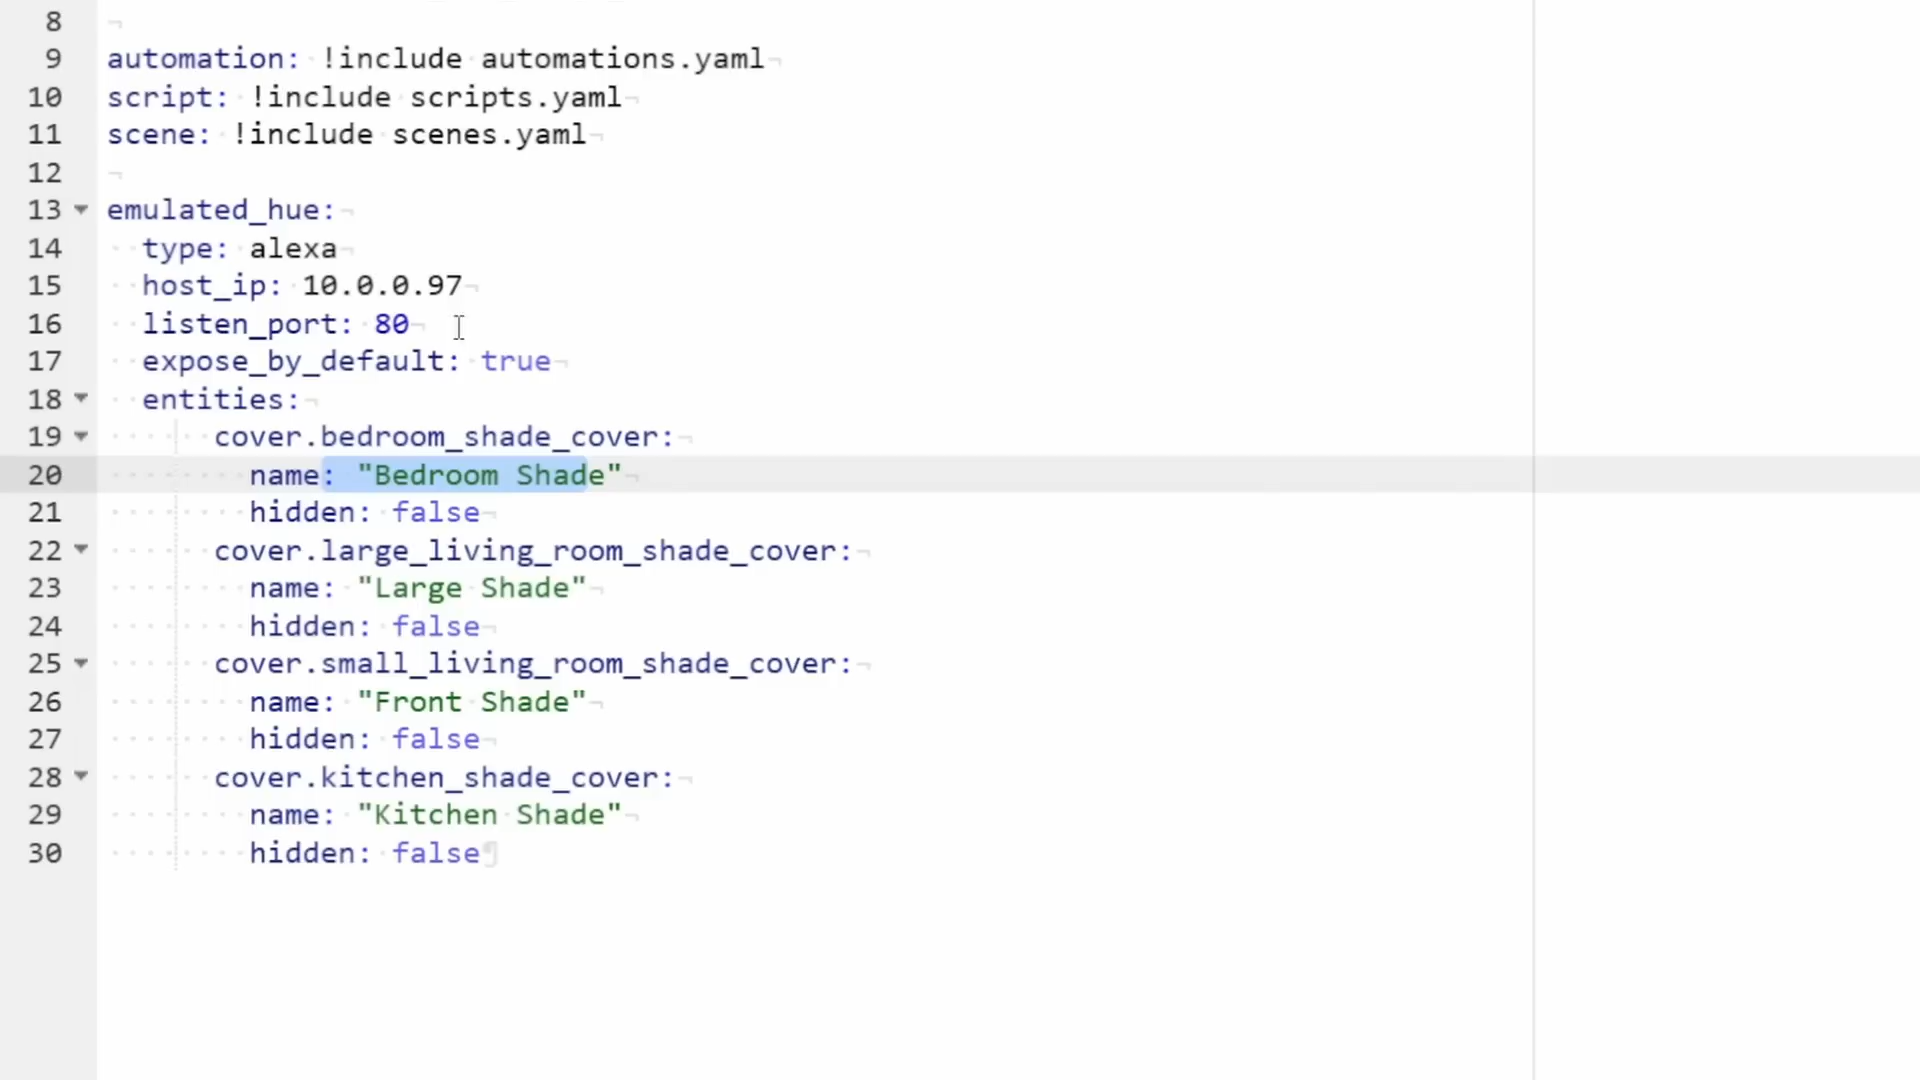 8
9 automation: !include automations.yaml
10 script: !include scripts.yaml
11 scene: !include scenes.yaml
12
13 emulated_hue:
14   type: alexa
15   host_ip: 10.0.0.97
16   listen_port: 80
17   expose_by_default: true
18   entities:
19       cover.bedroom_shade_cover:
20         name: "Bedroom Shade"
21         hidden: false
22       cover.large_living_room_shade_cover:
23         name: "Large Shade"
24         hidden: false
25       cover.small_living_room_shade_cover:
26         name: "Front Shade"
27         hidden: false
28       cover.kitchen_shade_cover:
29         name: "Kitchen Shade"
30         hidden: false